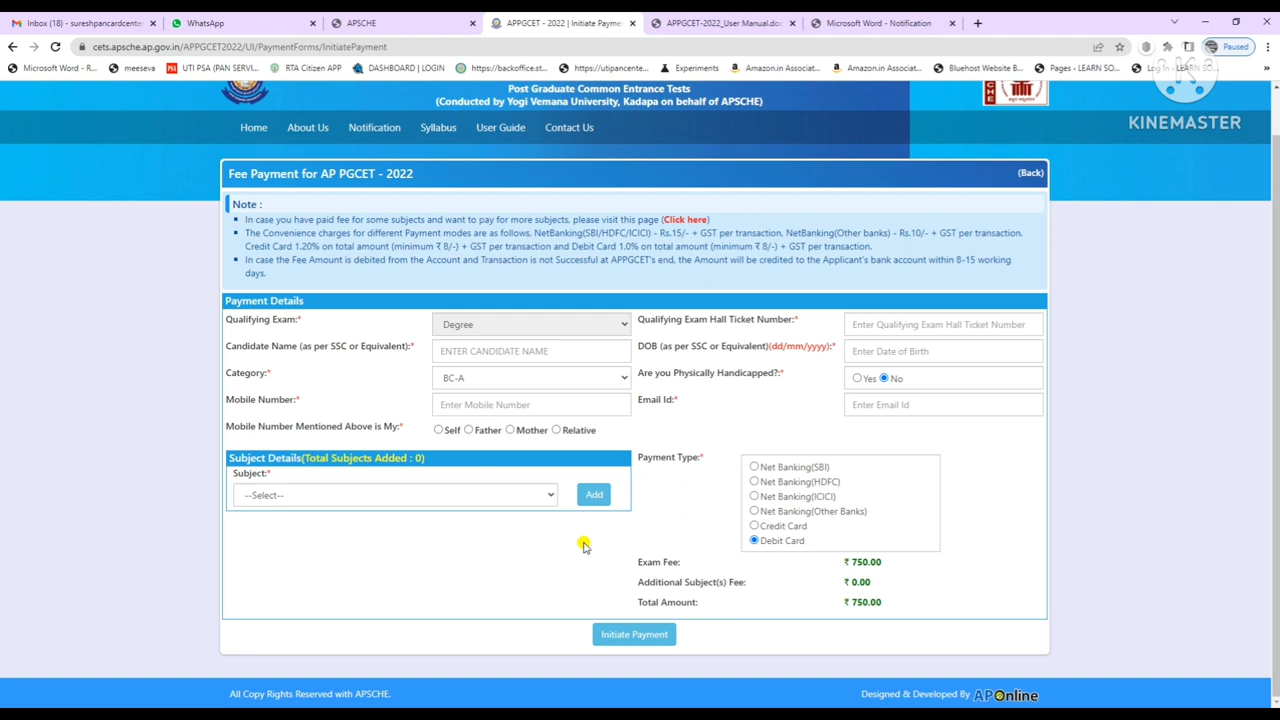 Inbox (18) - sureshpancardcente
WhatsApp
APSCHE
APPGCET - 2022 | Initiate Payme
APPGCET-2022_User Manual.do
Microsoft Word - Notification
cets.apsche.ap.gov.in/APPGCET2022/UI/PaymentForms/InitiatePayment
Paused
Microsoft Word - R...
meeseva
UTI PSA (PAN SERVI...
RTA Citizen APP
DASHBOARD | LOGIN
https://backoffice.st...
https://utipancente...
Experiments
Amazon.in Associat...
Amazon.in Associat...
Bluehost Website B...
Pages ‹ LEARN SO...
Log In ‹ LEARN SO...
Post Graduate Common Entrance Tests
(Conducted by Yogi Vemana University, Kadapa on behalf of APSCHE)
KINEMASTER
Home About Us Notification Syllabus User Guide Contact Us
Fee Payment for AP PGCET - 2022
(Back)
Note :
In case you have paid fee for some subjects and want to pay for more subjects, please visit this page (Click here)
The Convenience charges for different Payment modes are as follows, NetBanking(SBI/HDFC/ICICI) - Rs.15/- + GST per transaction, NetBanking(Other banks) - Rs.10/- + GST per transaction,
Credit Card 1.20% on total amount (minimum ₹ 8/-) + GST per transaction and Debit Card 1.0% on total amount (minimum ₹ 8/-) + GST per transaction.
In case the Fee Amount is debited from the Account and Transaction is not Successful at APPGCET's end, the Amount will be credited to the Applicant's bank account within 8-15 working
days.
Payment Details
Qualifying Exam:* Degree
Qualifying Exam Hall Ticket Number:* Enter Qualifying Exam Hall Ticket Number
Candidate Name (as per SSC or Equivalent):* ENTER CANDIDATE NAME
DOB (as per SSC or Equivalent)(dd/mm/yyyy):* Enter Date of Birth
Category:* BC-A
Are you Physically Handicapped?:* Yes No
Mobile Number:* Enter Mobile Number
Email Id:* Enter Email Id
Mobile Number Mentioned Above is My:* Self Father Mother Relative
Subject Details(Total Subjects Added : 0)
Subject:*
--Select--
Add
Payment Type:*
Net Banking(SBI)
Net Banking(HDFC)
Net Banking(ICICI)
Net Banking(Other Banks)
Credit Card
Debit Card
Exam Fee: ₹ 750.00
Additional Subject(s) Fee: ₹ 0.00
Total Amount: ₹ 750.00
Initiate Payment
All Copy Rights Reserved with APSCHE.
Designed & Developed By APOnline